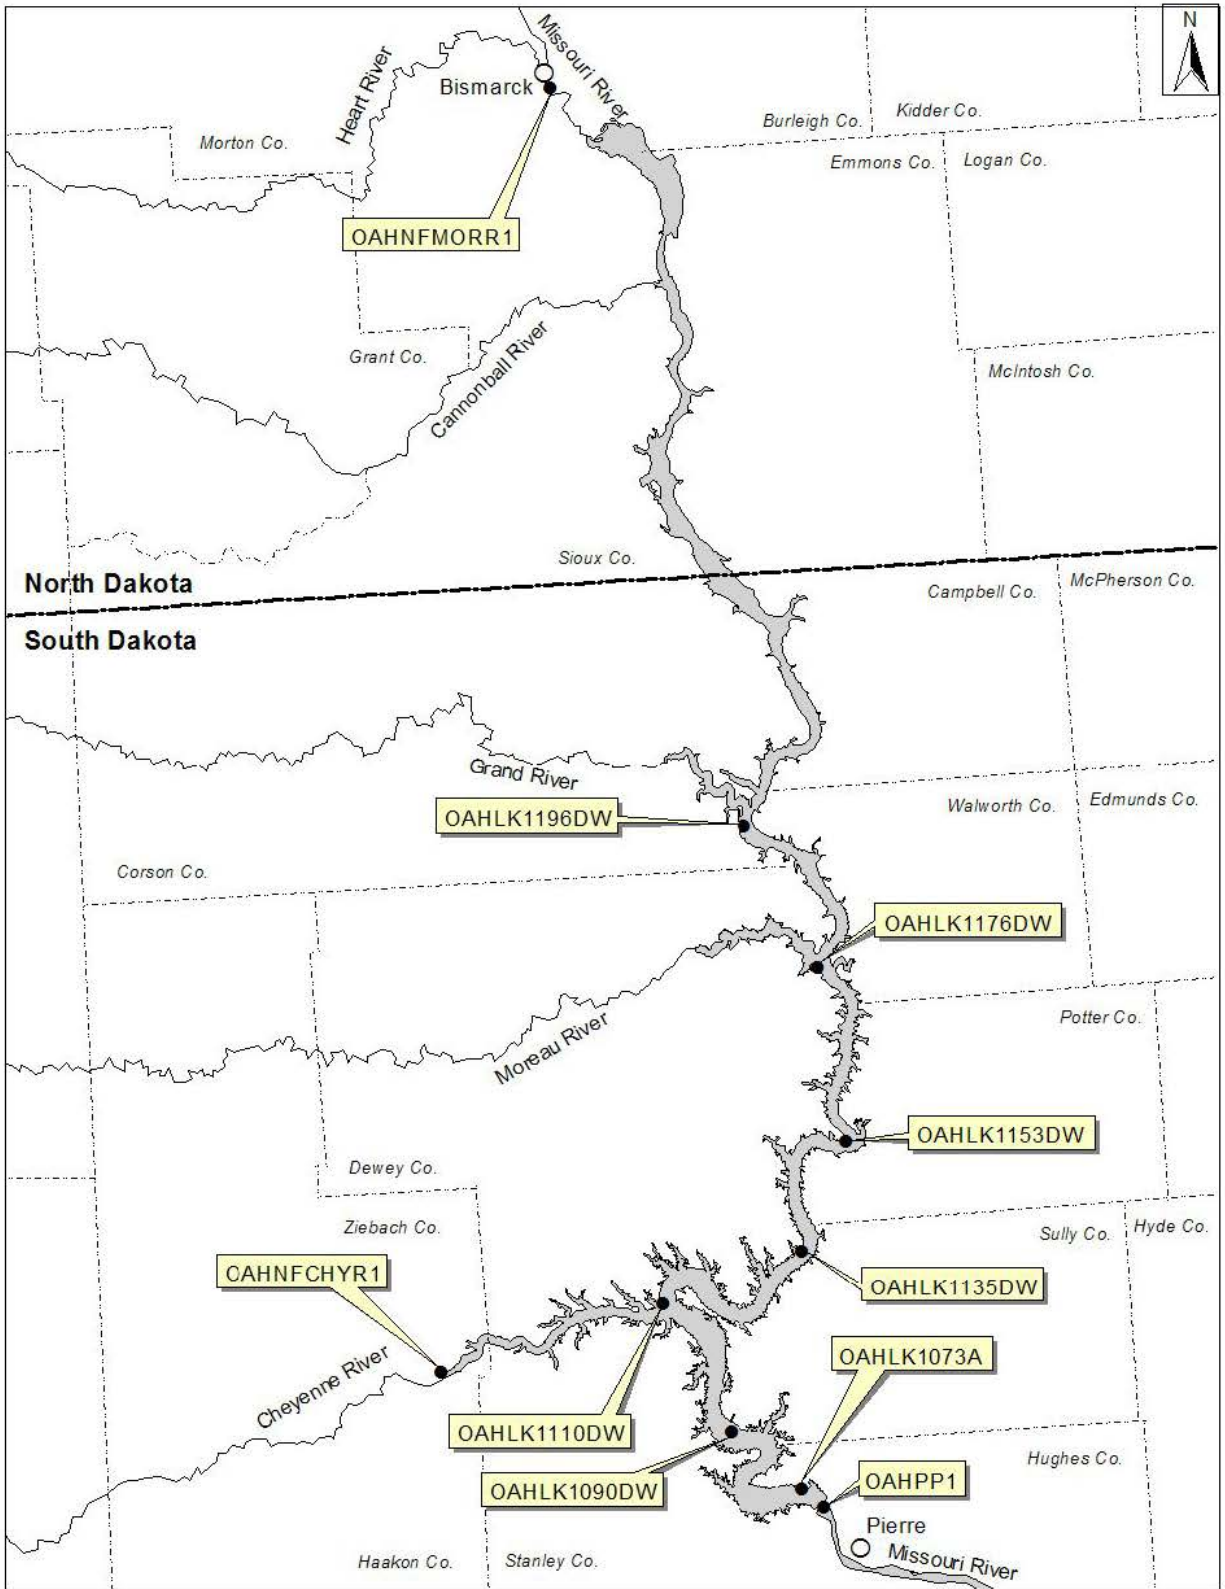 N
Missouri River
Heart River
Bismarck
Burleigh Co.
Kidder Co.
Morton Co.
Emmons Co.
Logan Co.
OAHNFMORR1
Grant Co.
Cannonball River
McIntosh Co.
Sioux Co.
North Dakota
Campbell Co.
McPherson Co.
South Dakota
Grand River
OAHLK1196DW
Walworth Co.
Edmunds Co.
Corson Co.
OAHLK1176DW
Potter Co.
Moreau River
OAHLK1153DW
Dewey Co.
Ziebach Co.
Sully Co.
Hyde Co.
OAHNFCHYR1
OAHLK1135DW
OAHLK1073A
Cheyenne River
OAHLK1110DW
Hughes Co.
OAHLK1090DW
OAHPP1
Pierre
Haakon Co.
Stanley Co.
Missouri River